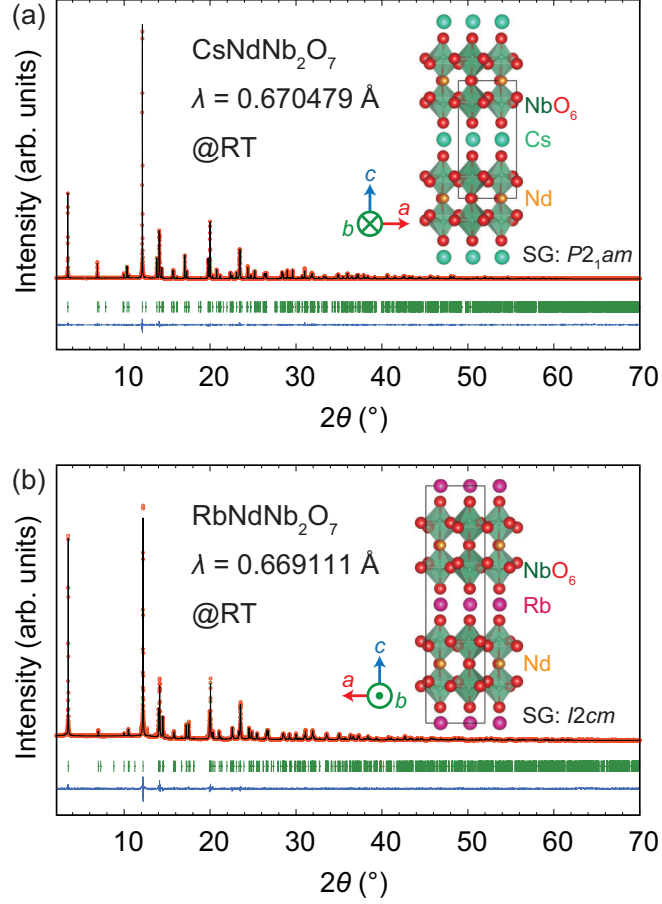 (a)
CsNdNb₂O₇
λ = 0.670479 Å
@RT
NbO₆
Cs
Nd
c
b
a
SG: P2₁am
Intensity (arb. units)
10 20 30 40 50 60 70
2θ (°)
(b)
RbNdNb₂O₇
λ = 0.669111 Å
@RT
NbO₆
Rb
Nd
c
a
b
SG: I2cm
Intensity (arb. units)
10 20 30 40 50 60 70
2θ (°)